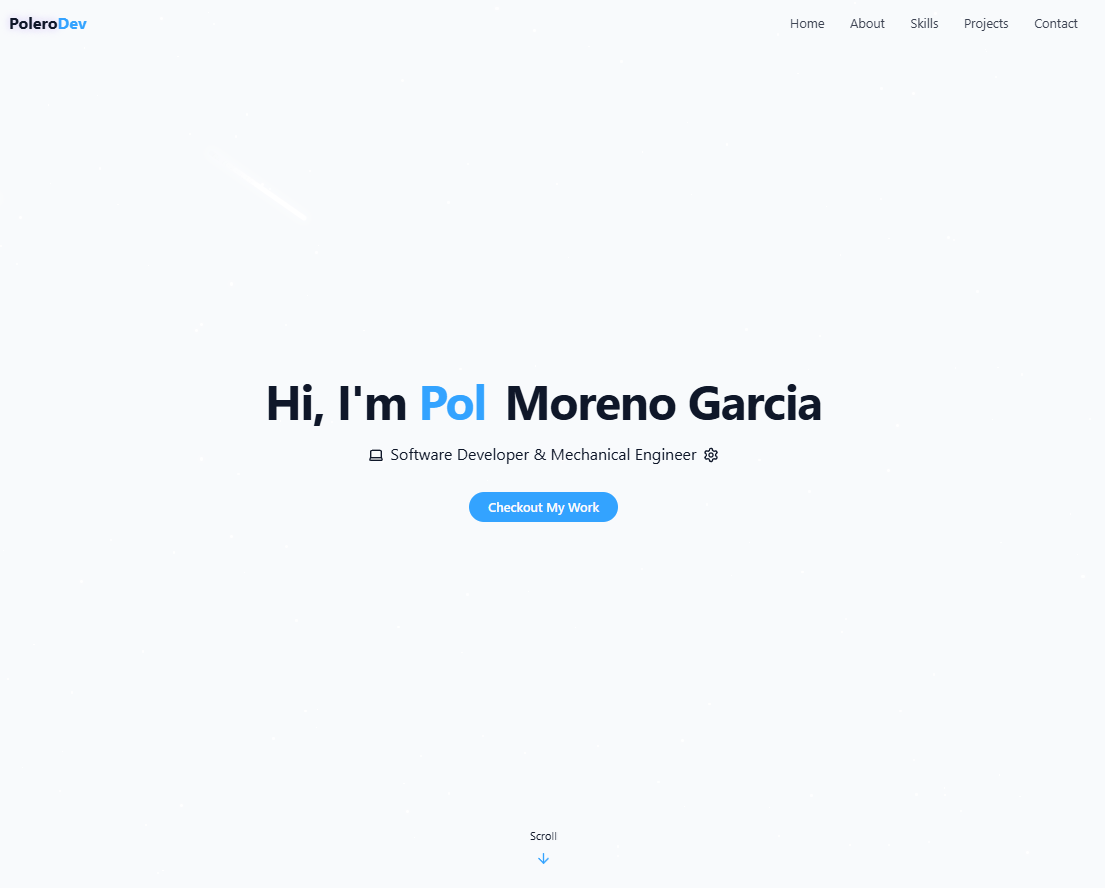 PoleroDev
Home About Skills Projects Contact
Hi, I'm Pol Moreno Garcia
Software Developer & Mechanical Engineer
Checkout My Work
Scroll